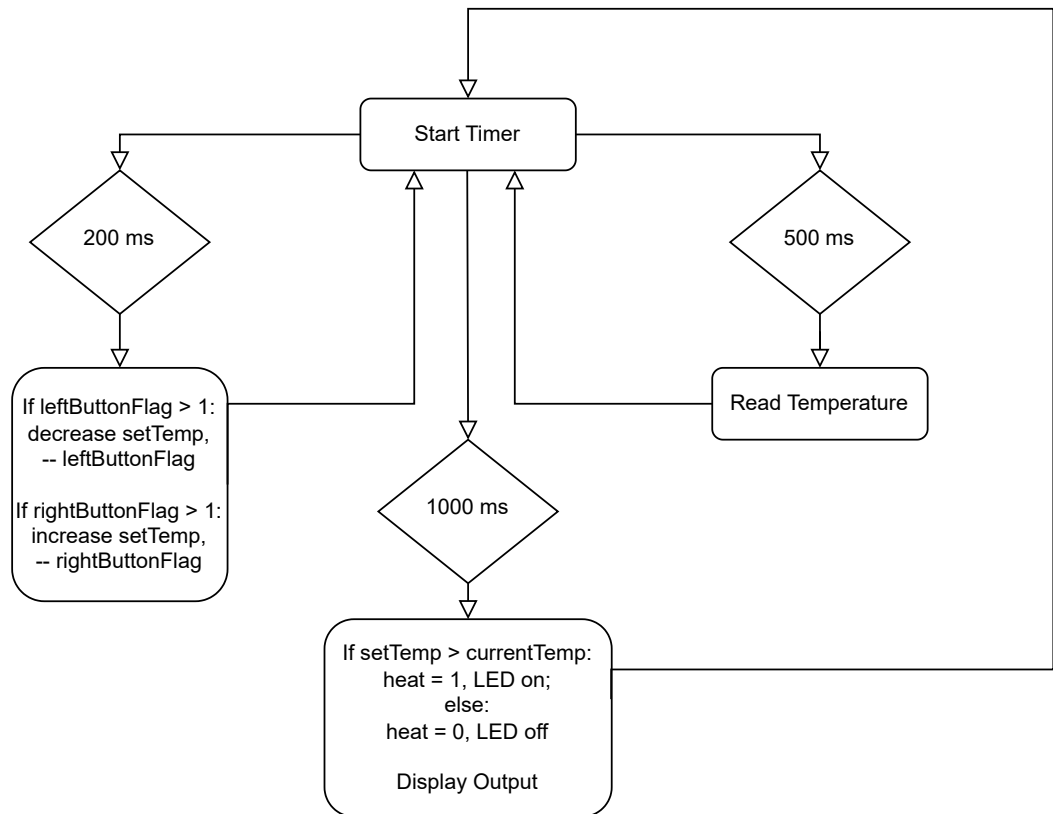 Start Timer
200 ms
500 ms
If leftButtonFlag > 1:
decrease setTemp,
-- leftButtonFlag
If rightButtonFlag > 1:
increase setTemp,
-- rightButtonFlag
Read Temperature
1000 ms
If setTemp > currentTemp:
heat = 1, LED on;
else:
heat = 0, LED off
Display Output